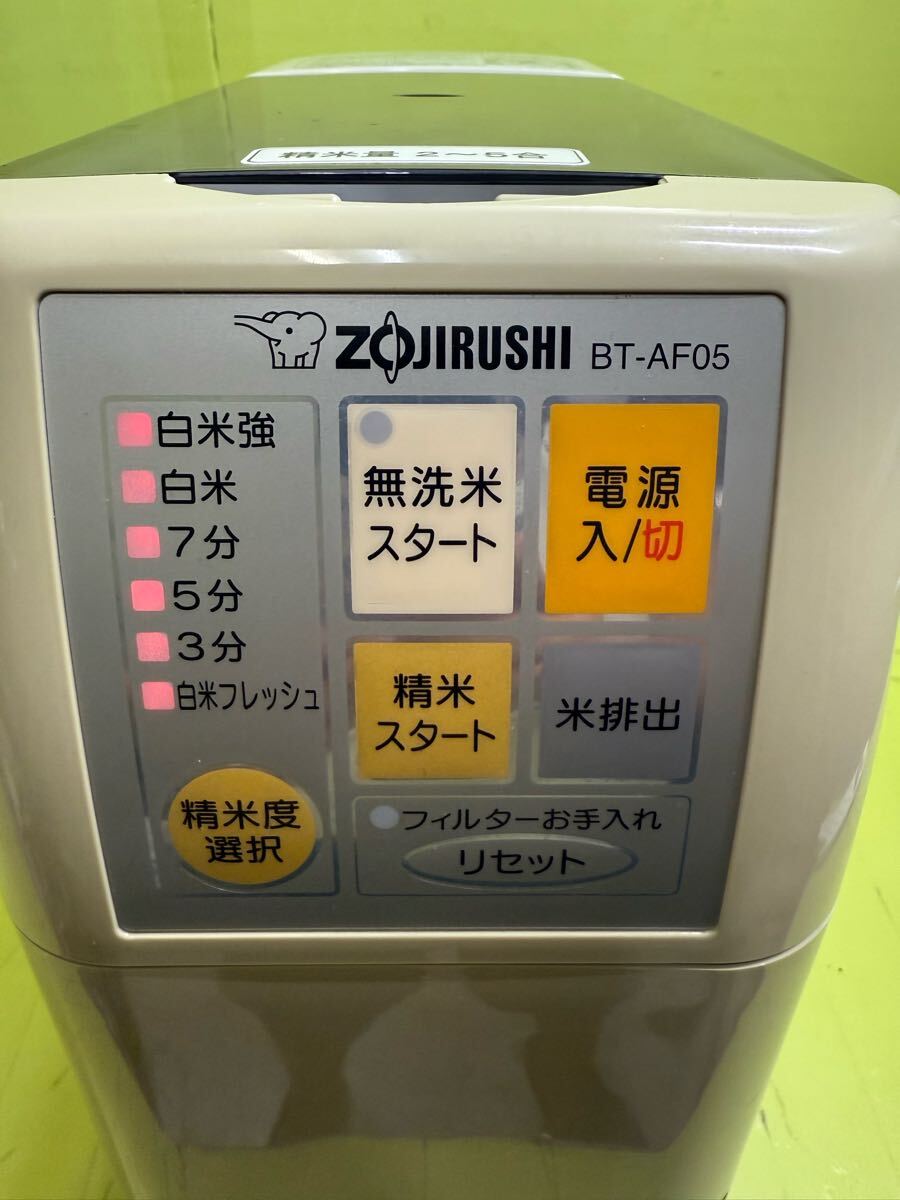 精米量 2〜5合
ZOJIRUSHI BT-AF05
白米強
白米
7分
5分
3分
白米フレッシュ
精米度
選択
無洗米
スタート
電源
入/切
精米
スタート
米排出
フィルターお手入れ
リセット